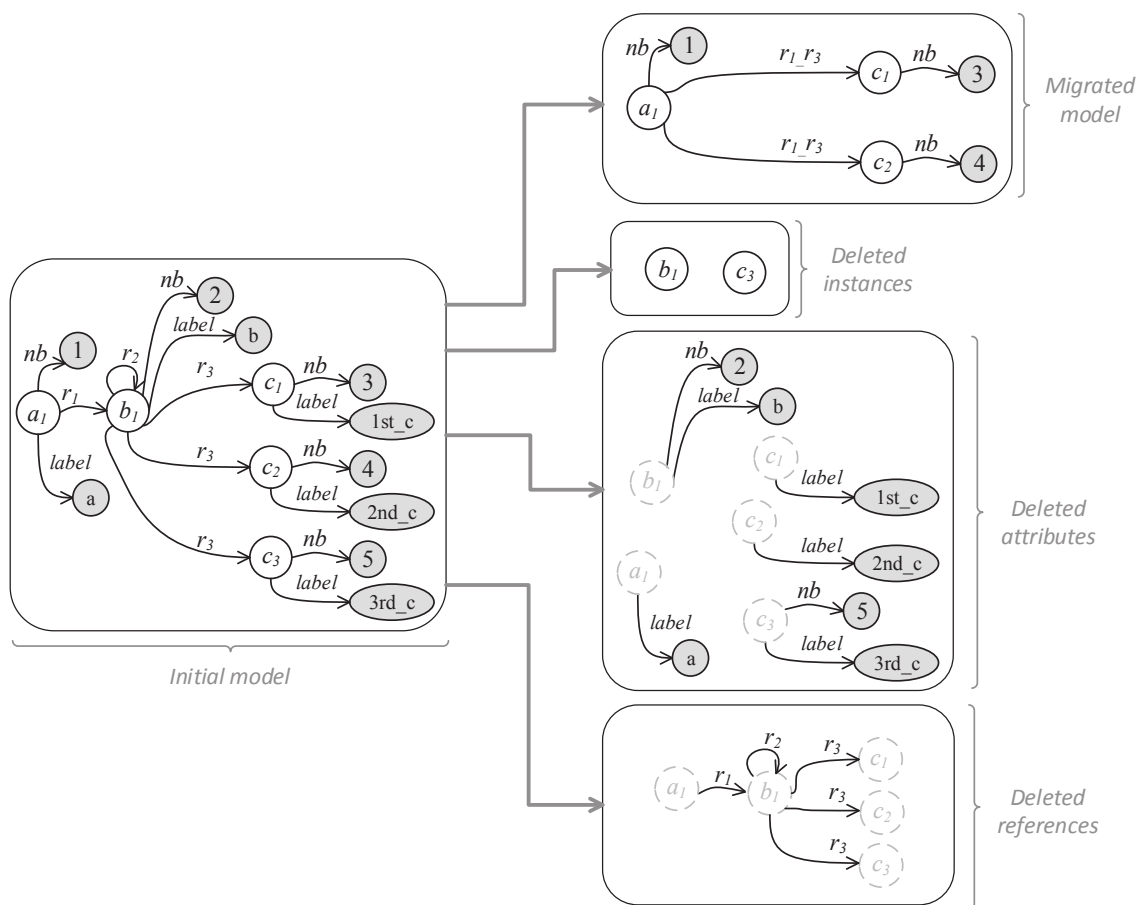 nb
1
r1_r3
c1
nb
3
a1
r1_r3
c2
nb
4
Migrated
model
b1
c3
Deleted
instances
nb
2
label
b
nb
1
r2
r3
c1
nb
3
a1
r1
b1
label
1st_c
r3
c2
nb
4
label
a
label
2nd_c
r3
c3
nb
5
label
3rd_c
Initial model
nb
2
label
b
b1
c1
label
1st_c
c2
label
2nd_c
a1
label
a
nb
5
c3
label
3rd_c
Deleted
attributes
r2
r3
c1
a1
r1
b1
r3
c2
r3
c3
Deleted
references